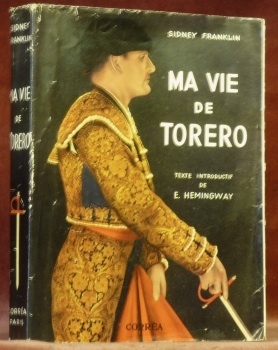 SIDNEY FRANKLIN
MA VIE
DE
TORERO
TEXTE INTRODUCTIF
DE
E. HEMINGWAY
CORRÊA
SIDNEY
FRANKLIN
MA VIE
DE
TORERO
CORRÊA
PARIS